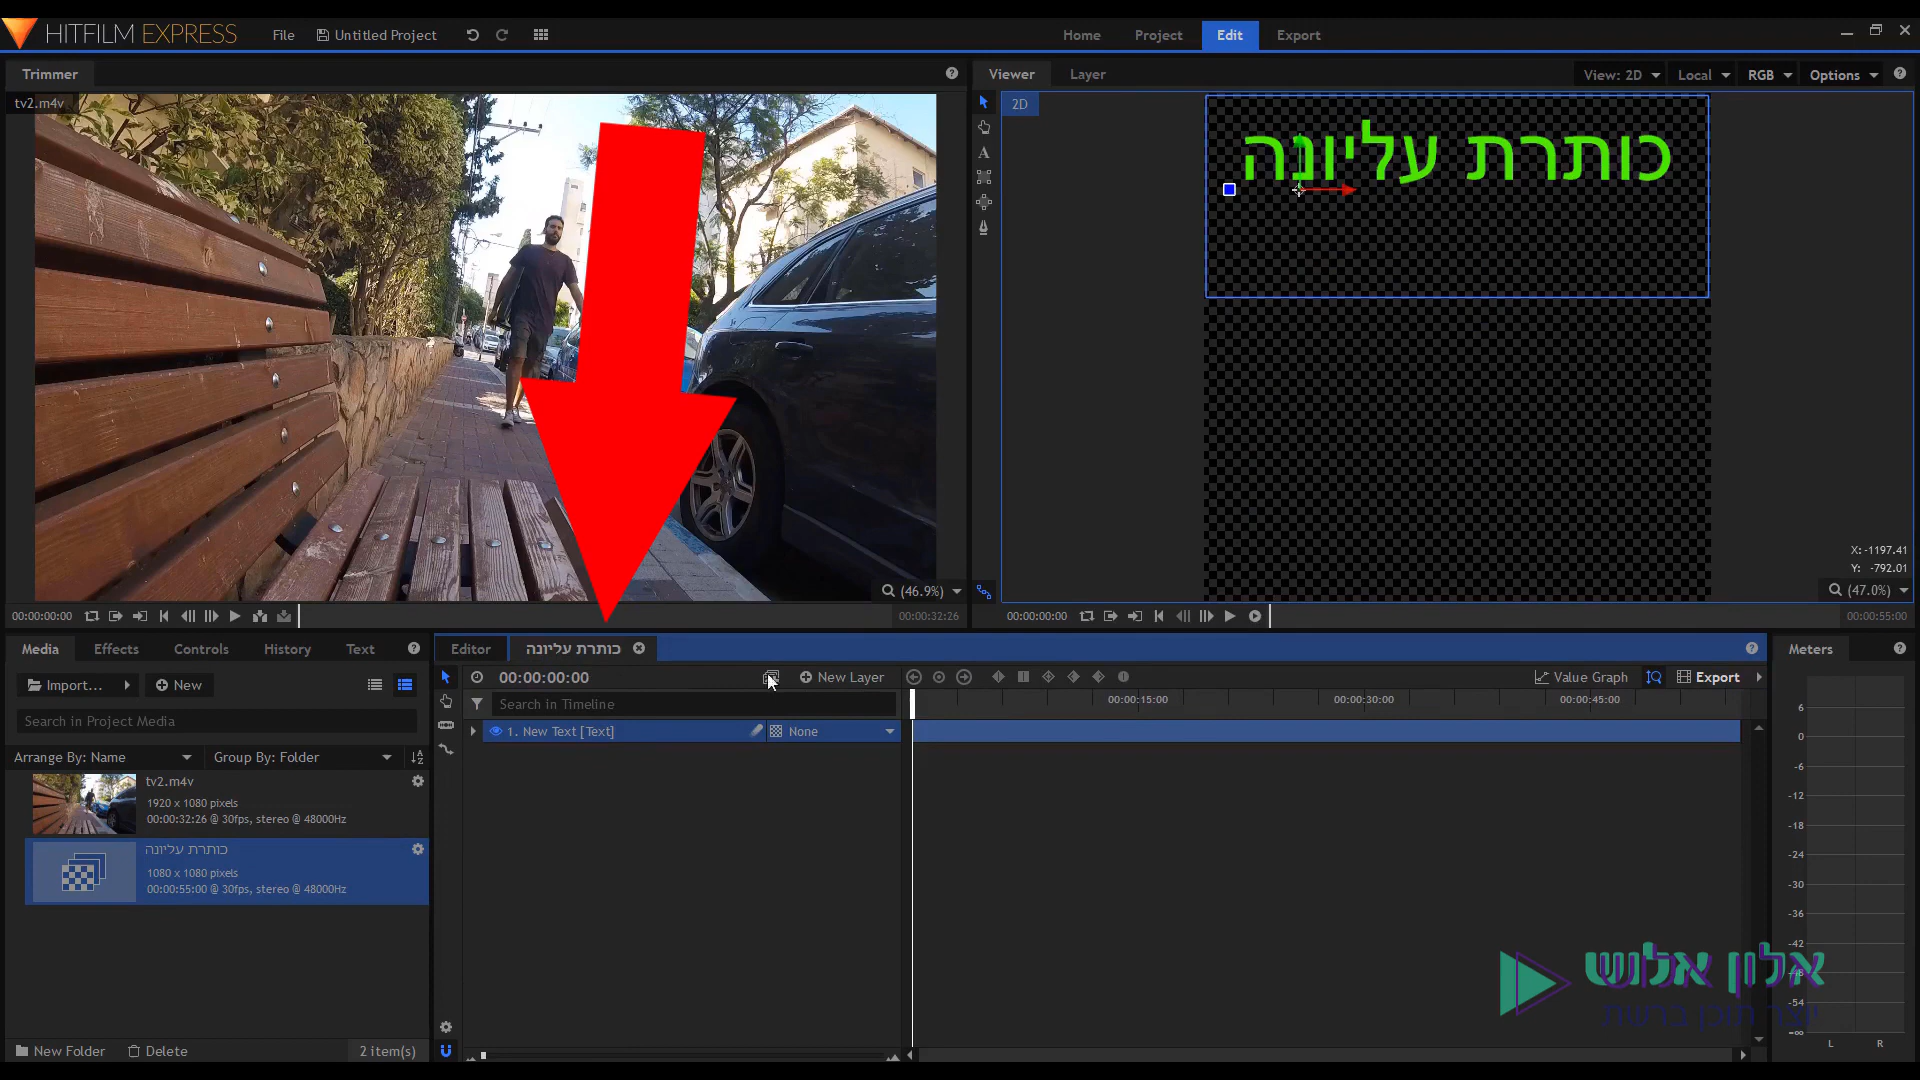 HITFILM EXPRESS
File
Untitled Project
Home
Project
Edit
Export
Trimmer
tv2.m4v
Viewer
Layer
View: 2D
Local
RGB
Options
2D
כותרת עליונה
X: -1197.41
Y: -792.01
(46.9%)
(47.0%)
00:00:00:00
00:00:32:26
00:00:00:00
00:00:55:00
Media
Effects
Controls
History
Text
Import...
New
Search in Project Media
Arrange By: Name
Group By: Folder
tv2.m4v
1920 x 1080 pixels
00:00:32:26 @ 30fps, stereo @ 48000Hz
כותרת עליונה
1080 x 1080 pixels
00:00:55:00 @ 30fps, stereo @ 48000Hz
New Folder
Delete
2 item(s)
Editor
כותרת עליונה
00:00:00:00
New Layer
Value Graph
Export
Search in Timeline
00:00:15:00
00:00:30:00
00:00:45:00
1. New Text [Text]
None
Meters
6
0
-6
-12
-18
-24
-30
-36
-42
-48
-54
-∞
L
R
אלון אלוש
יוצר תוכן ברשת